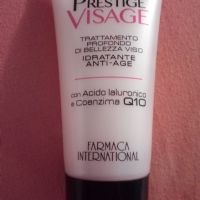 PRESTIGE
VISAGE
TRATTAMENTO
PROFONDO
DI BELLEZZA VISO
IDRATANTE
ANTI-AGE
con Acido Ialuronico
e Coenzima Q10
FARMACA
INTERNATIONAL